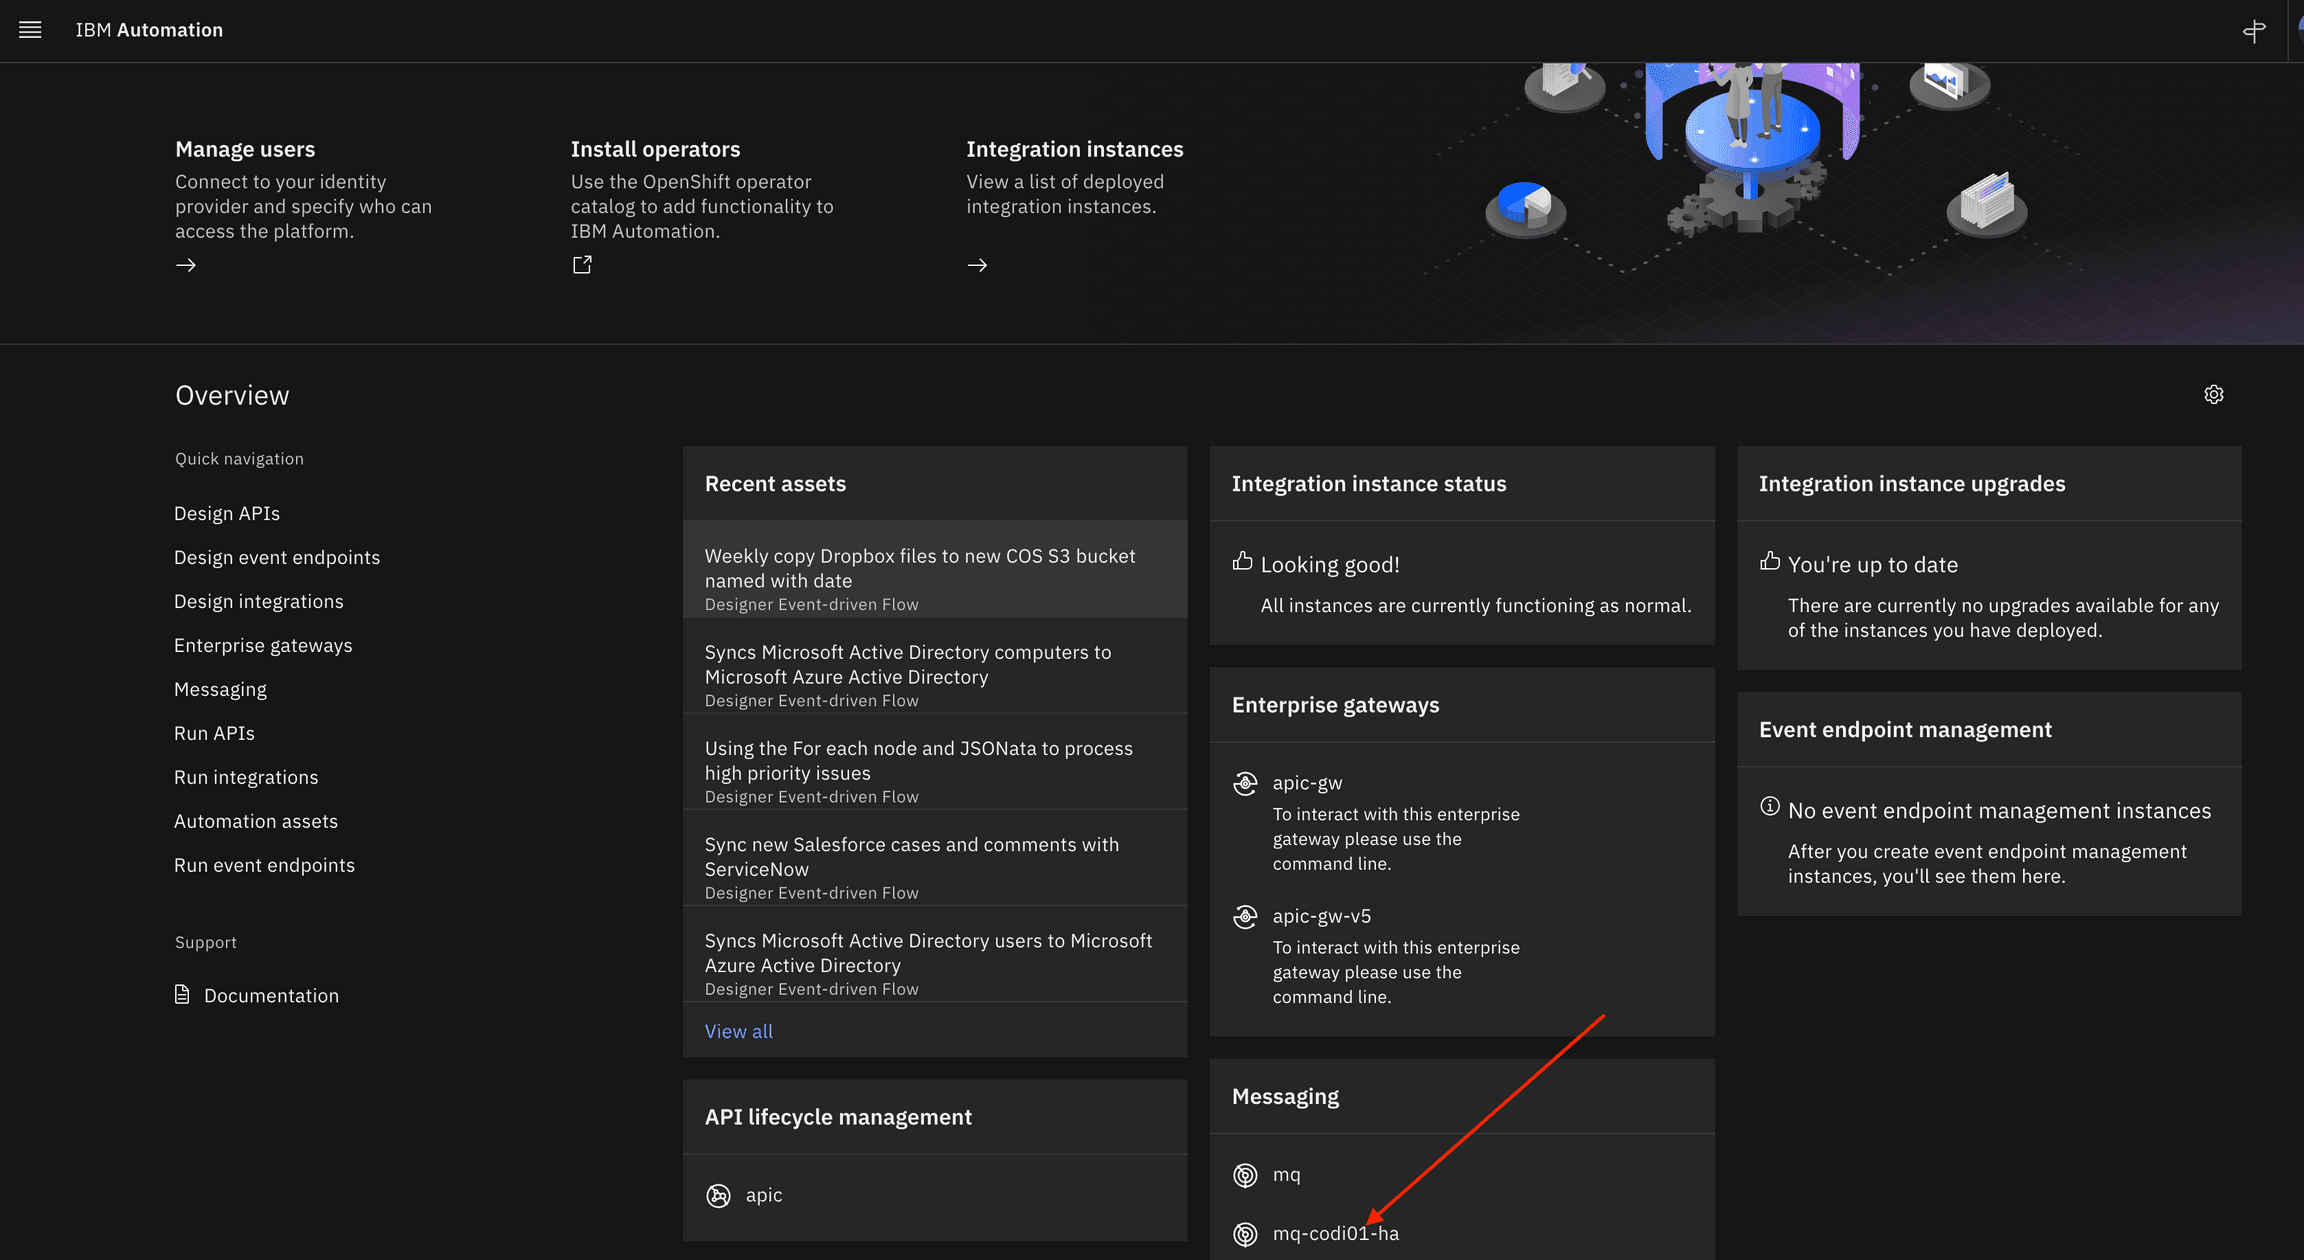 IBM Automation
Manage users
Connect to your identity
provider and specify who can
access the platform.
Install operators
Use the OpenShift operator
catalog to add functionality to
IBM Automation.
Integration instances
View a list of deployed
integration instances.
Overview
Quick navigation
Design APIs
Design event endpoints
Design integrations
Enterprise gateways
Messaging
Run APIs
Run integrations
Automation assets
Run event endpoints
Support
Documentation
Recent assets
Weekly copy Dropbox files to new COS S3 bucket
named with date
Designer Event-driven Flow
Syncs Microsoft Active Directory computers to
Microsoft Azure Active Directory
Designer Event-driven Flow
Using the For each node and JSONata to process
high priority issues
Designer Event-driven Flow
Sync new Salesforce cases and comments with
ServiceNow
Designer Event-driven Flow
Syncs Microsoft Active Directory users to Microsoft
Azure Active Directory
Designer Event-driven Flow
View all
API lifecycle management
apic
Integration instance status
Looking good!
All instances are currently functioning as normal.
Enterprise gateways
apic-gw
To interact with this enterprise
gateway please use the
command line.
apic-gw-v5
To interact with this enterprise
gateway please use the
command line.
Messaging
mq
mq-codi01-ha
Integration instance upgrades
You're up to date
There are currently no upgrades available for any
of the instances you have deployed.
Event endpoint management
No event endpoint management instances
After you create event endpoint management
instances, you'll see them here.